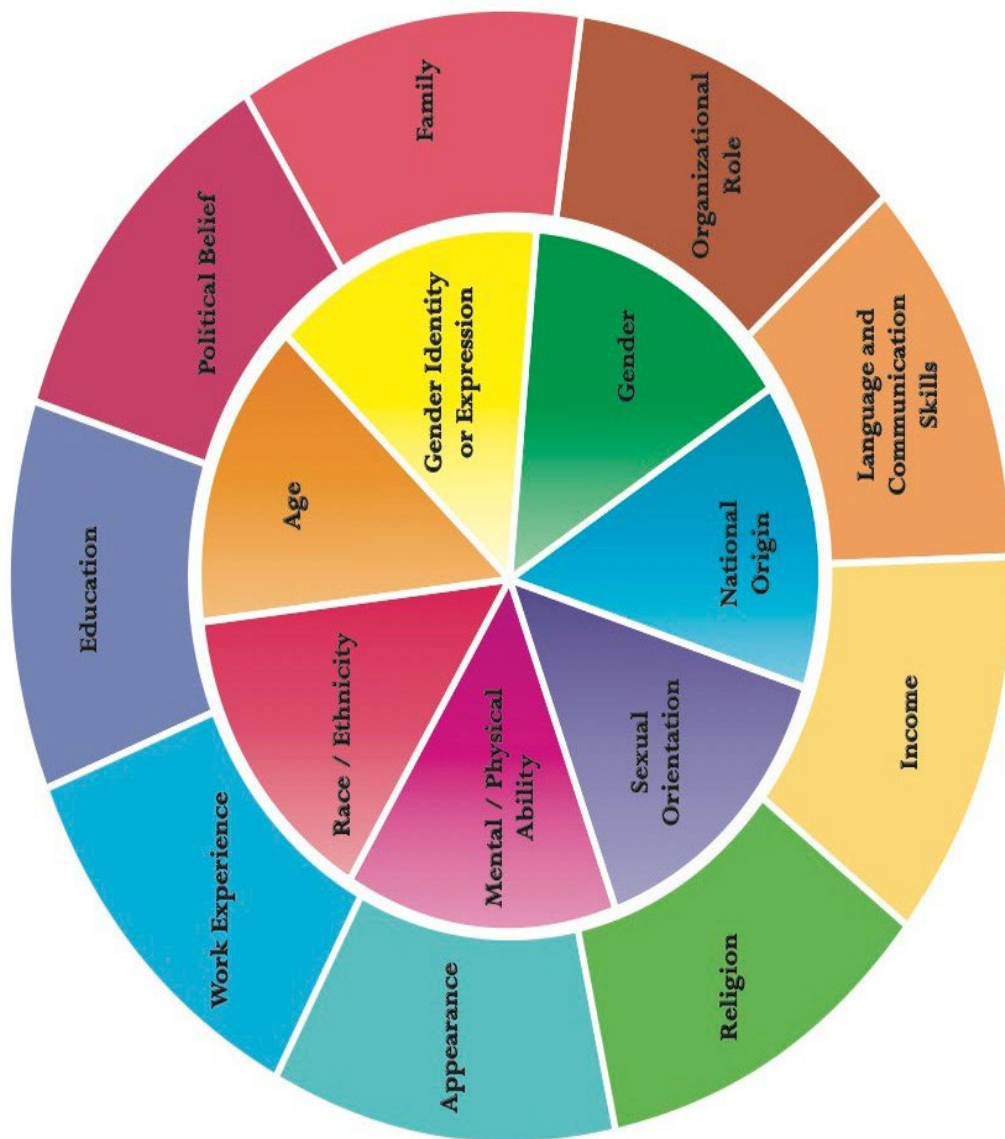 Education
Political Belief
Family
Organizational
Role
Language and
Communication
Skills
Income
Religion
Appearance
Work Experience
Age
Gender Identity
or Expression
Gender
National
Origin
Sexual
Orientation
Mental / Physical
Ability
Race / Ethnicity